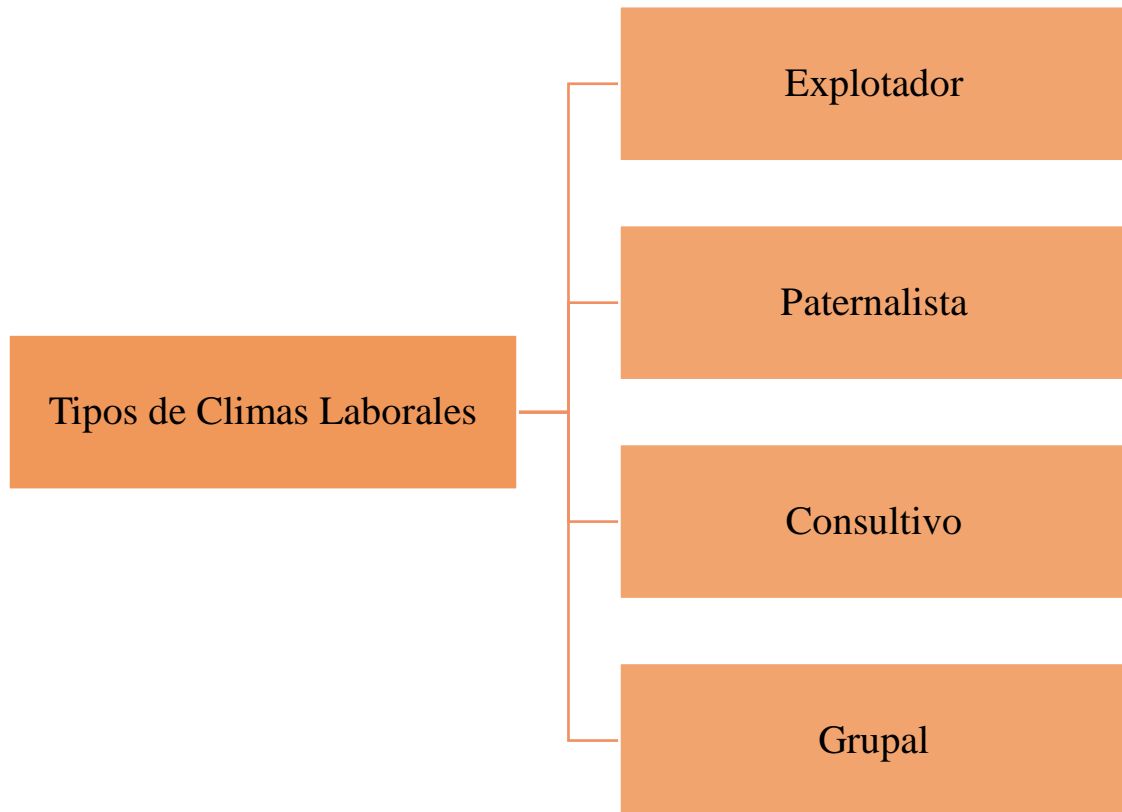 Tipos de Climas Laborales
Explotador
Paternalista
Consultivo
Grupal